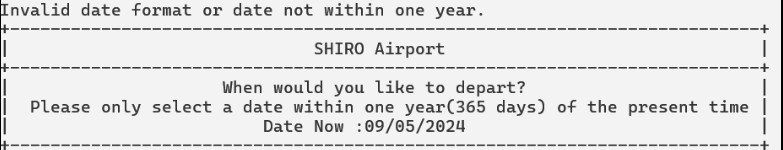 Invalid date format or date not within one year.
SHIRO Airport
When would you like to depart?
Please only select a date within one year(365 days) of the present time
Date Now :09/05/2024